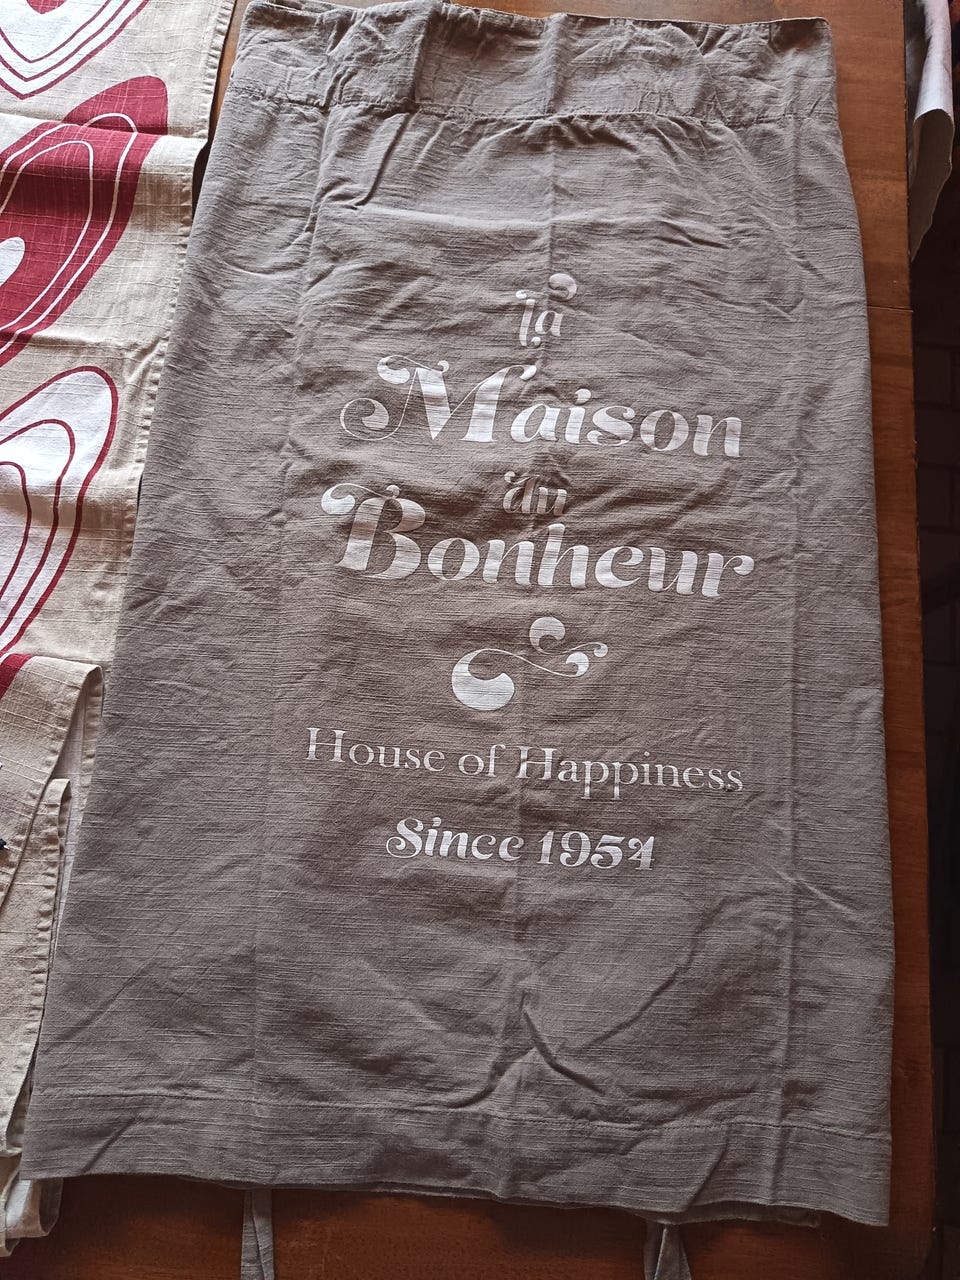 la
Maison
du
Bonheur
House of Happiness
Since 1954